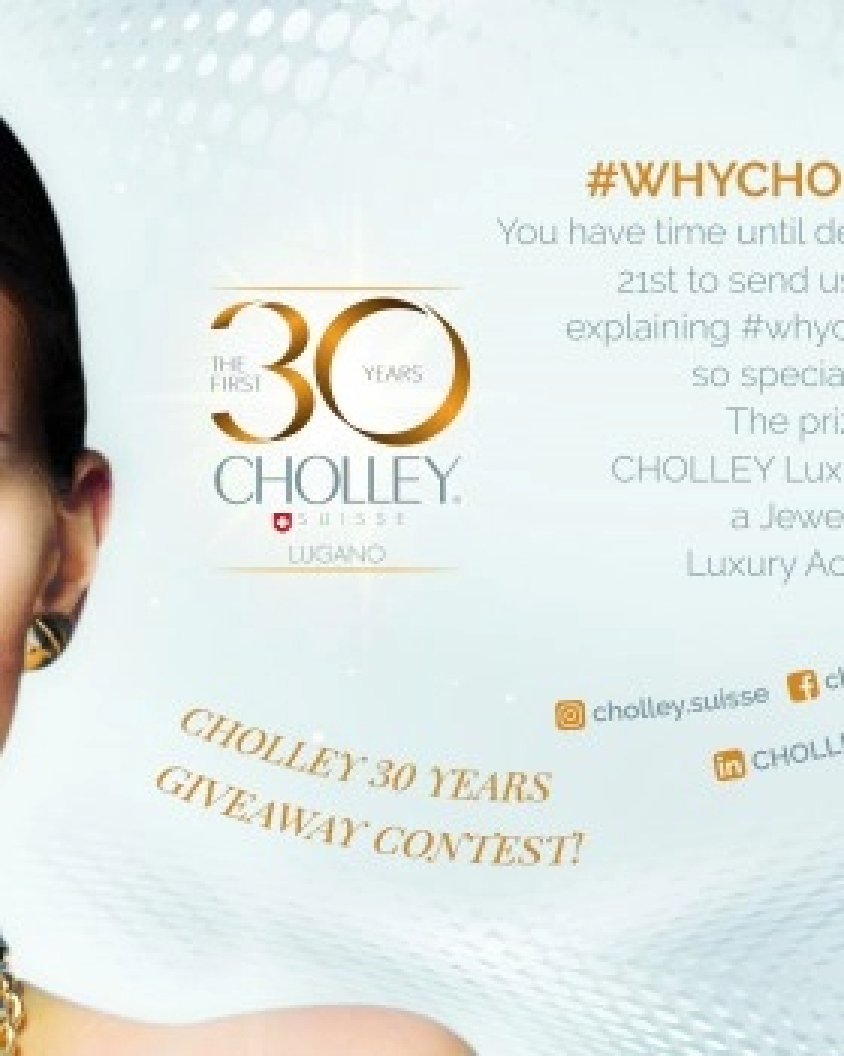 #WHYCHO
You have time until de
21st to send us
explaining #whyc
so specia
The priz
CHOLLEY Lux
a Jewe
Luxury Ac
THE FIRST 30 YEARS
CHOLLEY
SUISSE
LUGANO
cholley.suisse
CHOLL
CHOLLEY 30 YEARS
GIVEAWAY CONTEST!